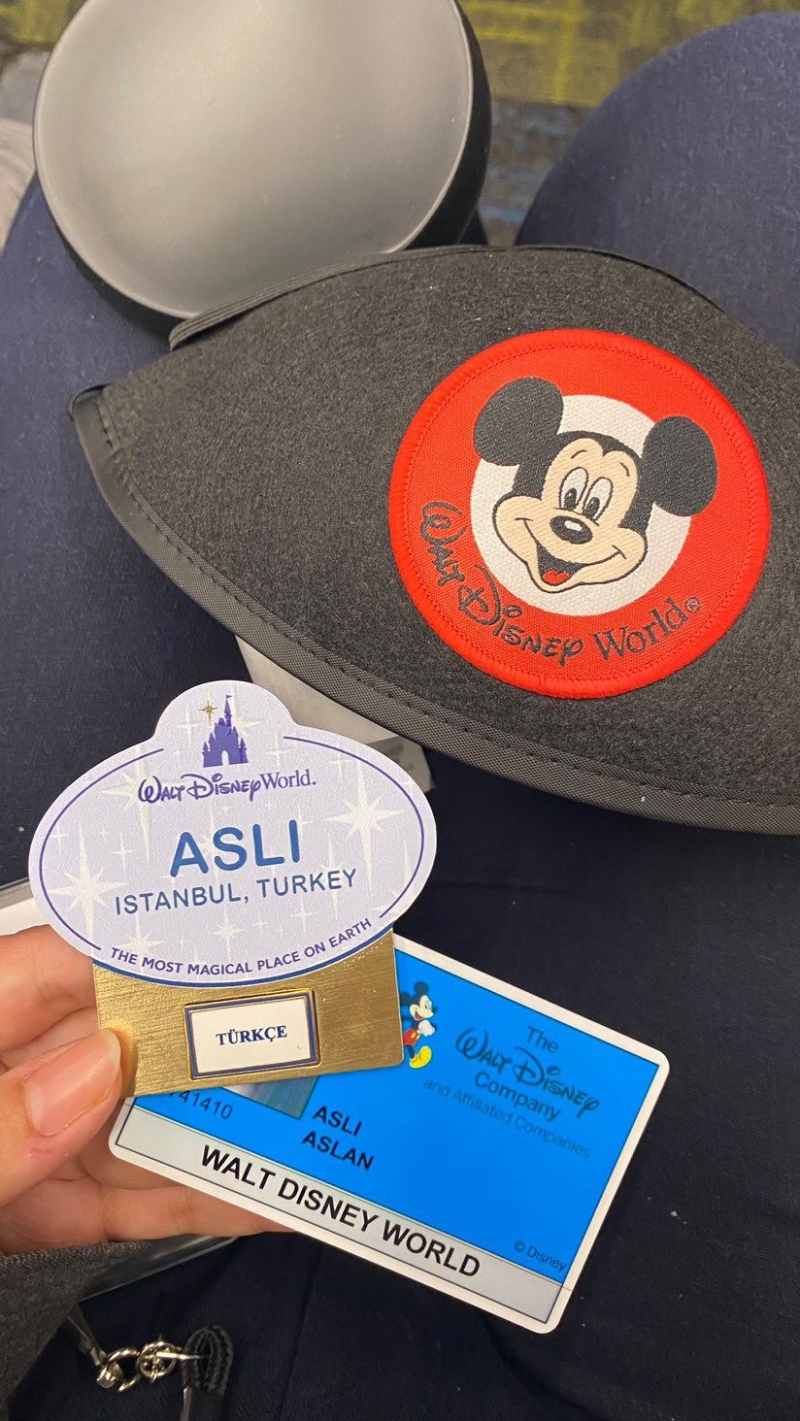 Walt Disney World®
Walt Disney World.
ASLI
ISTANBUL, TURKEY
THE MOST MAGICAL PLACE ON EARTH
TÜRKÇE
The
Walt Disney
Company
and Affiliated Companies
41410
ASLI
ASLAN
WALT DISNEY WORLD
© Disney